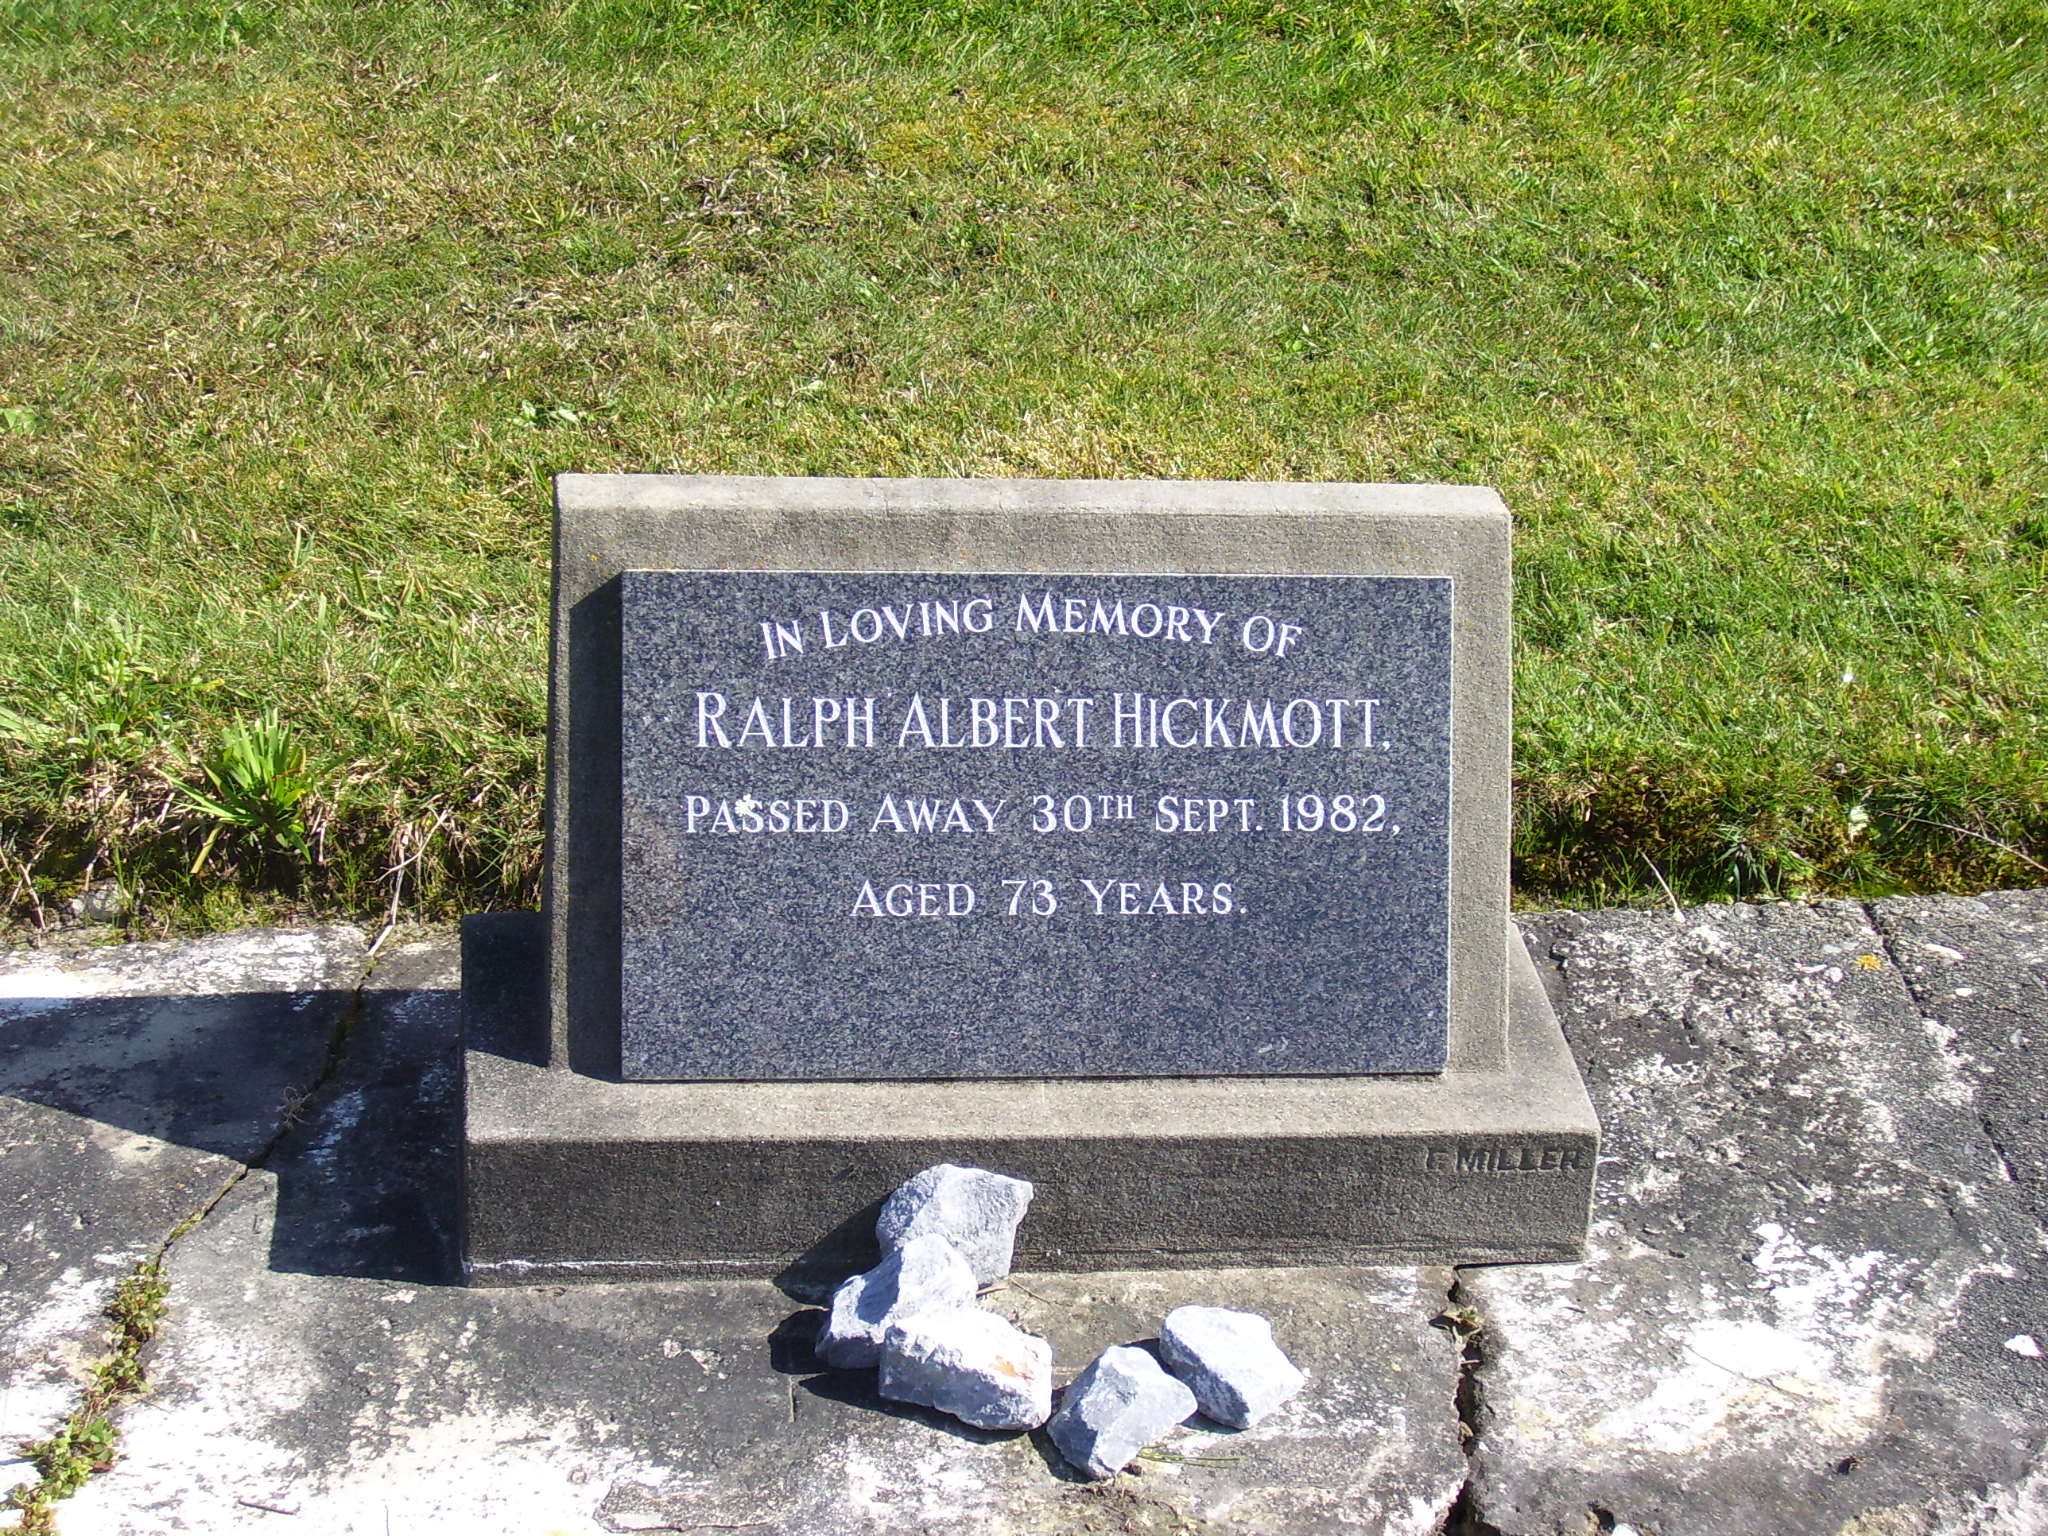 In Loving Memory of
Ralph Albert Hickmott,
Passed Away 30th Sept. 1982,
Aged 73 Years.
F. MILLER